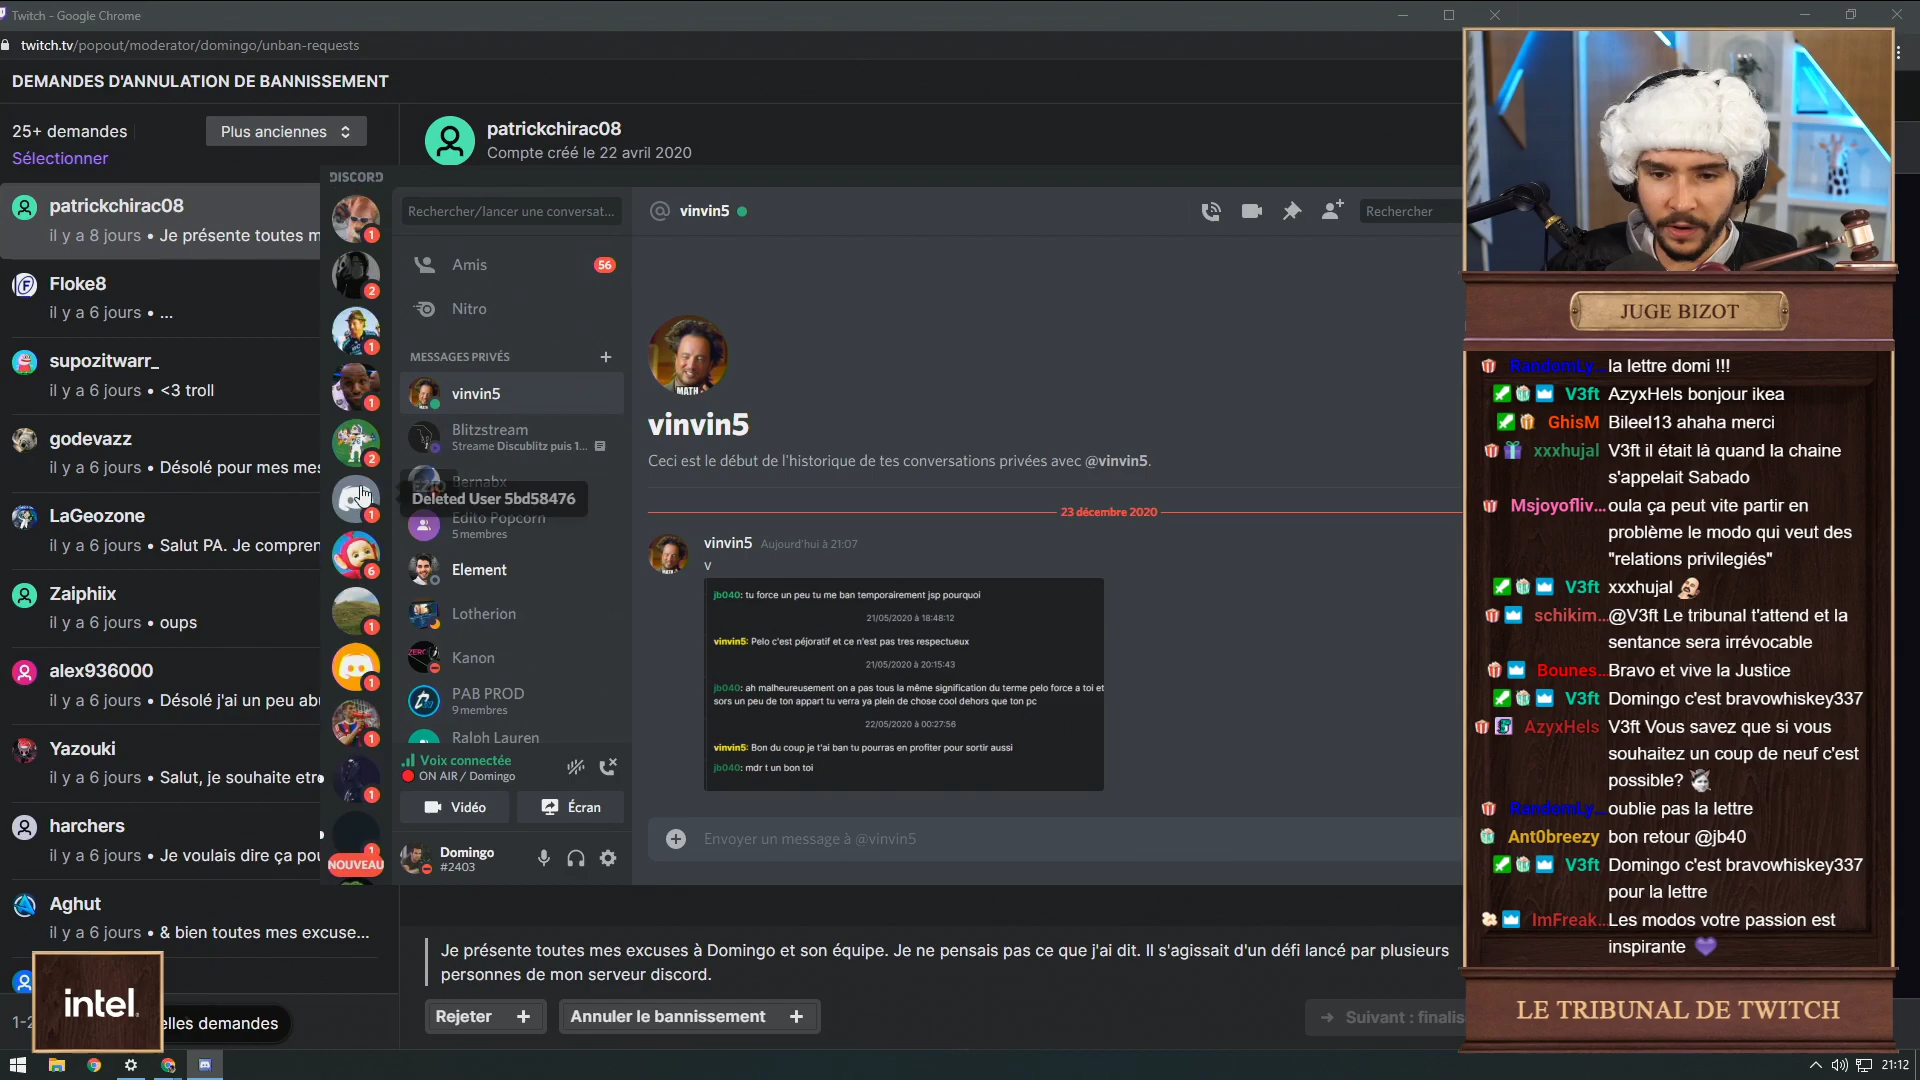 Twitch - Google Chrome
twitch.tv/popout/moderator/domingo/unban-requests
DEMANDES D'ANNULATION DE BANNISSEMENT
25+ demandes
Plus anciennes
Sélectionner
patrickchirac08
il y a 8 jours • Je présente toutes m
Floke8
il y a 6 jours • ...
supozitwarr_
il y a 6 jours • <3 troll
godevazz
il y a 6 jours • Désolé pour mes mes
LaGeozone
il y a 6 jours • Salut PA. Je compren
Zaiphiix
il y a 6 jours • oups
alex936000
il y a 6 jours • Désolé j'ai un peu abu
Yazouki
il y a 6 jours • Salut, je souhaite etre
harchers
il y a 6 jours • Je voulais dire ça pou
Aghut
il y a 6 jours • & bien toutes mes excuse...
intel.
elles demandes
patrickchirac08
Compte créé le 22 avril 2020
DISCORD
1
2
1
1
2
1
6
1
1
1
1
1
NOUVEAU
Rechercher/lancer une conversat...
Amis
56
Nitro
MESSAGES PRIVÉS
vinvin5
Blitzstream
Streame Discublitz puis 1...
Bernabx
Deleted User 5bd58476
Edito Popcorn
5 membres
Element
Lotherion
Kanon
PAB PROD
9 membres
Ralph Lauren
Voix connectée
ON AIR / Domingo
Vidéo
Écran
Domingo
#2403
vinvin5
Rechercher
MATH
vinvin5
Ceci est le début de l'historique de tes conversations privées avec @vinvin5.
23 décembre 2020
vinvin5 Aujourd'hui à 21:07
v
jb040: tu force un peu tu me ban temporairement jsp pourquoi
21/05/2020 à 18:48:12
vinvin5: Pelo c'est péjoratif et ce n'est pas tres respectueux
21/05/2020 à 20:15:43
jb040: ah malheureusement on a pas tous la même signification du terme pelo force a toi et
sors un peu de ton appart tu verra ya plein de chose cool dehors que ton pc
22/05/2020 à 00:27:56
vinvin5: Bon du coup je t'ai ban tu pourras en profiter pour sortir aussi
jb040: mdr t un bon toi
Envoyer un message à @vinvin5
Je présente toutes mes excuses à Domingo et son équipe. Je ne pensais pas ce que j'ai dit. Il s'agissait d'un défi lancé par plusieurs
personnes de mon serveur discord.
Rejeter
Annuler le bannissement
Suivant : finalis
JUGE BIZOT
RandomLy... la lettre domi !!!
V3ft AzyxHels bonjour ikea
GhisM Bileel13 ahaha merci
xxxhujal V3ft il était là quand la chaine
s'appelait Sabado
Msjoyofliv... oula ça peut vite partir en
problème le modo qui veut des
"relations privilegiés"
V3ft xxxhujal
schikim... @V3ft Le tribunal t'attend et la
sentance sera irrévocable
Bounes... Bravo et vive la Justice
V3ft Domingo c'est bravowhiskey337
AzyxHels V3ft Vous savez que si vous
souhaitez un coup de neuf c'est
possible?
RandomLy... oublie pas la lettre
Ant0breezy bon retour @jb40
V3ft Domingo c'est bravowhiskey337
pour la lettre
ImFreak... Les modos votre passion est
inspirante
LE TRIBUNAL DE TWITCH
21:12